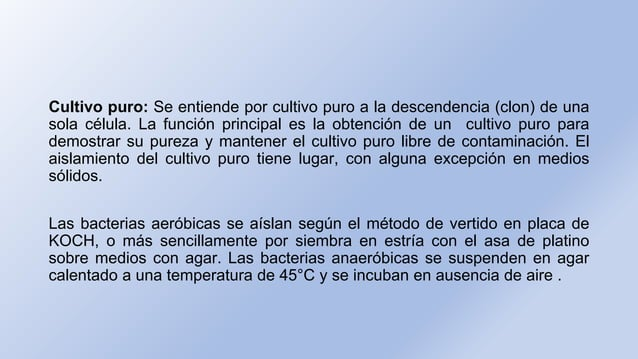 Cultivo puro: Se entiende por cultivo puro a la descendencia (clon) de una
sola célula. La función principal es la obtención de un cultivo puro para
demostrar su pureza y mantener el cultivo puro libre de contaminación. El
aislamiento del cultivo puro tiene lugar, con alguna excepción en medios
sólidos.
Las bacterias aeróbicas se aíslan según el método de vertido en placa de
KOCH, o más sencillamente por siembra en estría con el asa de platino
sobre medios con agar. Las bacterias anaeróbicas se suspenden en agar
calentado a una temperatura de 45°C y se incuban en ausencia de aire .